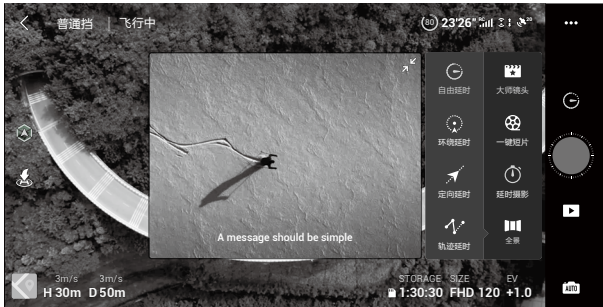 普通挡 飞行中
80 23'26" RC 20
自由延时 大师镜头
环绕延时 一键短片
定向延时 延时摄影
轨迹延时 全景
A message should be simple
3m/s 3m/s STORAGE SIZE EV
H 30m D 50m 1:30:30 FHD 120 +1.0
AUTO